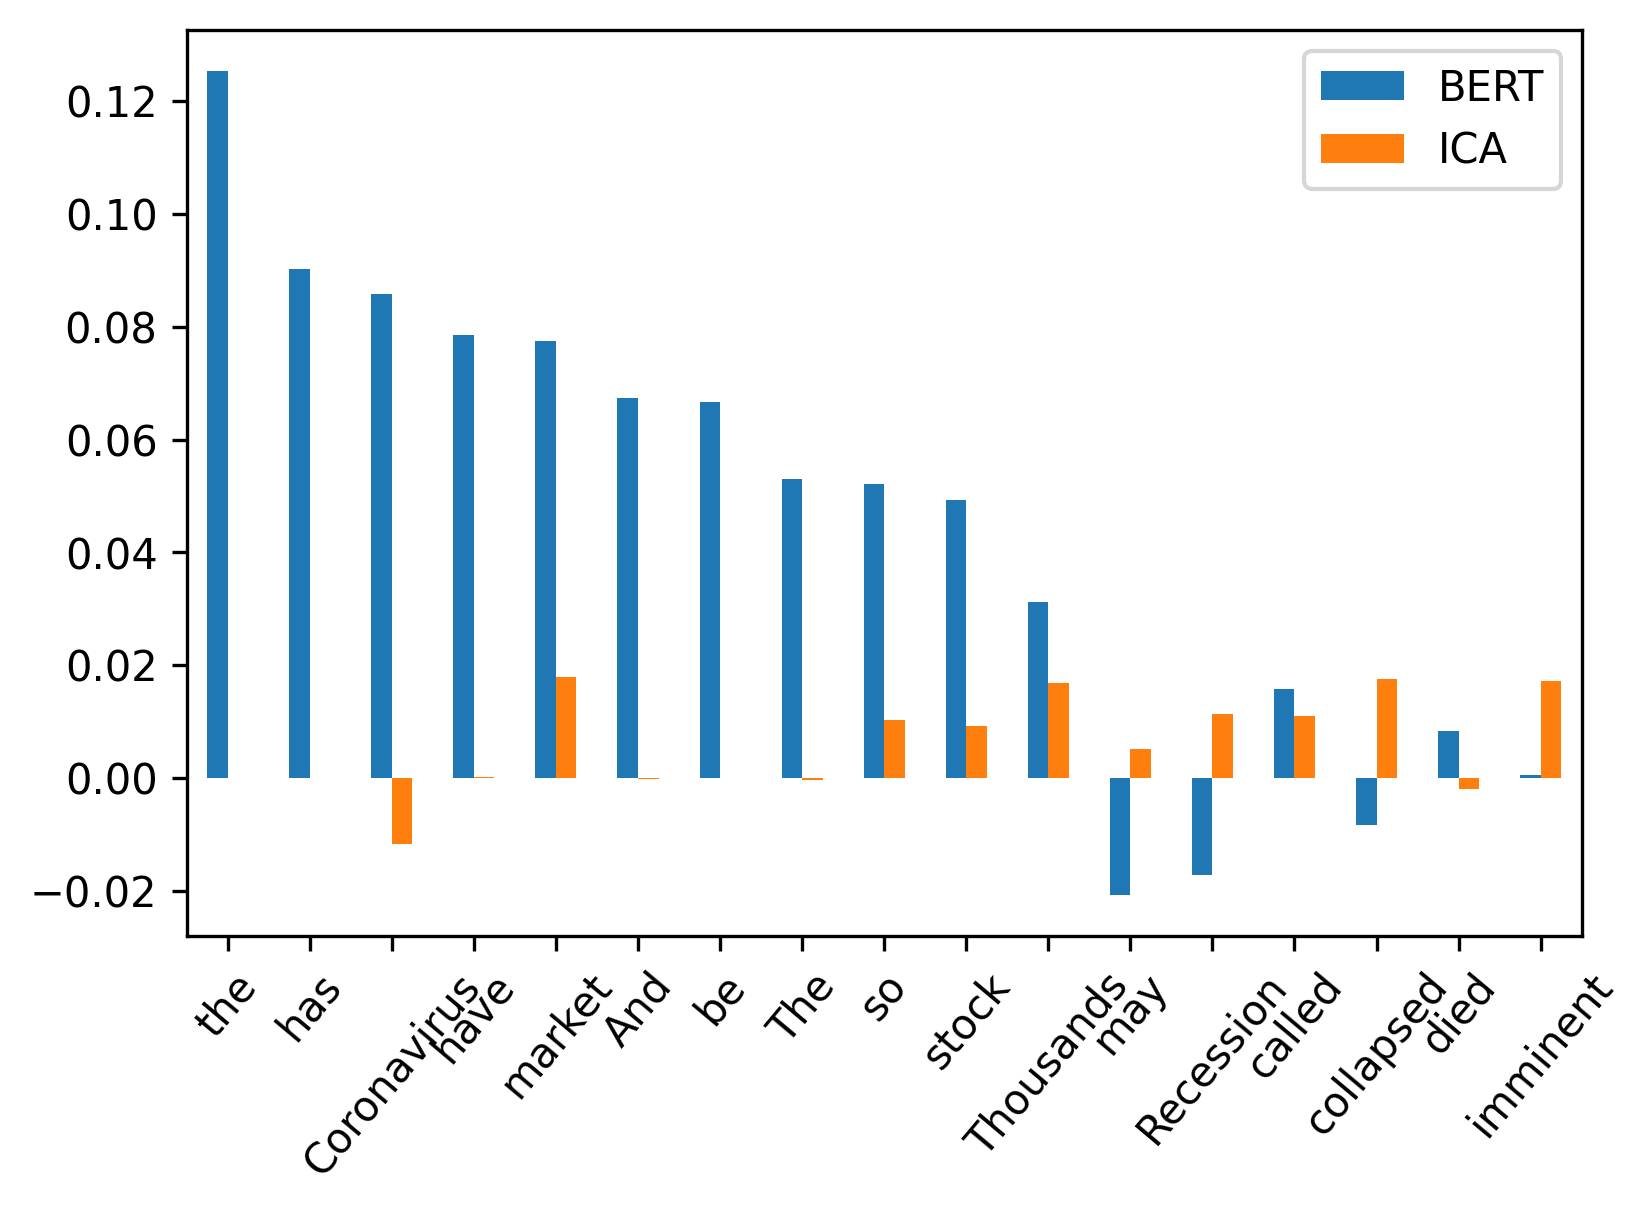 BERT
ICA
0.12
0.10
0.08
0.06
0.04
0.02
0.00
−0.02
the
has
Coronavirus
have
market
And
be
The
so
stock
Thousands
may
Recession
called
collapsed
died
imminent